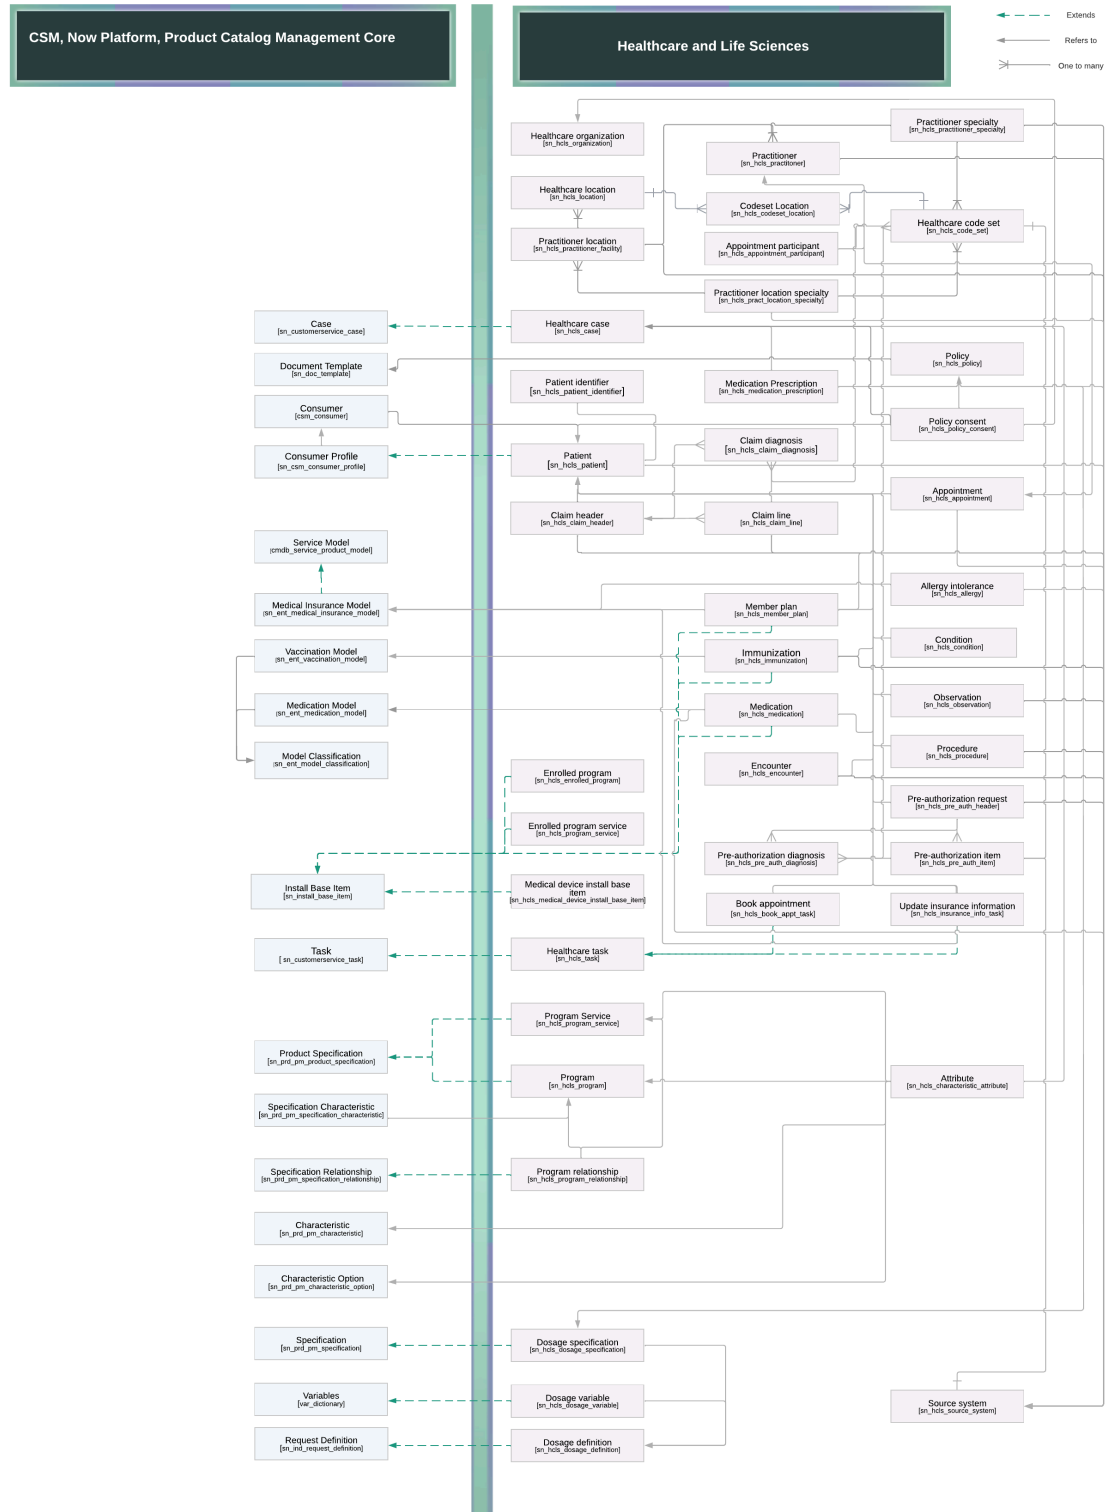 CSM, Now Platform, Product Catalog Management Core
Healthcare and Life Sciences
Extends
Refers to
One to many
Healthcare organization
[sn_hcls_organization]
Practitioner specialty
[sn_hcls_practitioner_specialty]
Practitioner
[sn_hcls_practitoner]
Healthcare location
[sn_hcls_location]
Codeset Location
[sn_hcls_codeset_location]
Healthcare code set
[sn_hcls_code_set]
Practitioner location
[sn_hcls_practitioner_facility]
Appointment participant
[sn_hcls_appointment_participant]
Practitioner location specialty
[sn_hcls_pract_location_specialty]
Case
[sn_customerservice_case]
Healthcare case
[sn_hcls_case]
Document Template
[sn_doc_template]
Policy
[sn_hcls_policy]
Patient identifier
[sn_hcls_patient_identifier]
Medication Prescription
[sn_hcls_medication_prescription]
Consumer
[csm_consumer]
Policy consent
[sn_hcls_policy_consent]
Consumer Profile
[sn_csm_consumer_profile]
Patient
[sn_hcls_patient]
Claim diagnosis
[sn_hcls_claim_diagnosis]
Appointment
[sn_hcls_appointment]
Claim header
[sn_hcls_claim_header]
Claim line
[sn_hcls_claim_line]
Service Model
[cmdb_service_product_model]
Allergy intolerance
[sn_hcls_allergy]
Medical Insurance Model
[sn_ent_medical_insurance_model]
Member plan
[sn_hcls_member_plan]
Condition
[sn_hcls_condition]
Vaccination Model
[sn_ent_vaccination_model]
Immunization
[sn_hcls_immunization]
Observation
[sn_hcls_observation]
Medication Model
[sn_ent_medication_model]
Medication
[sn_hcls_medication]
Procedure
[sn_hcls_procedure]
Model Classification
[sn_ent_model_classification]
Enrolled program
[sn_hcls_enrolled_program]
Encounter
[sn_hcls_encounter]
Pre-authorization request
[sn_hcls_pre_auth_header]
Enrolled program service
[sn_hcls_program_service]
Pre-authorization diagnosis
[sn_hcls_pre_auth_diagnosis]
Pre-authorization item
[sn_hcls_pre_auth_item]
Install Base Item
[sn_install_base_item]
Medical device install base
item
[sn_hcls_medical_device_install_base_item]
Book appointment
[sn_hcls_book_appt_task]
Update insurance information
[sn_hcls_insurance_info_task]
Task
[ sn_customerservice_task]
Healthcare task
[sn_hcls_task]
Program Service
[sn_hcls_program_service]
Product Specification
[sn_prd_pm_product_specification]
Program
[sn_hcls_program]
Attribute
[sn_hcls_characteristic_attribute]
Specification Characteristic
[sn_prd_pm_specification_characteristic]
Specification Relationship
[sn_prd_pm_specification_relationship]
Program relationship
[sn_hcls_program_relationship]
Characteristic
[sn_prd_pm_characteristic]
Characteristic Option
[sn_prd_pm_characteristic_option]
Specification
[sn_prd_pm_specification]
Dosage specification
[sn_hcls_dosage_specification]
Variables
[var_dictionary]
Dosage variable
[sn_hcls_dosage_variable]
Source system
[sn_hcls_source_system]
Request Definition
[sn_ind_request_definition]
Dosage definition
[sn_hcls_dosage_definition]